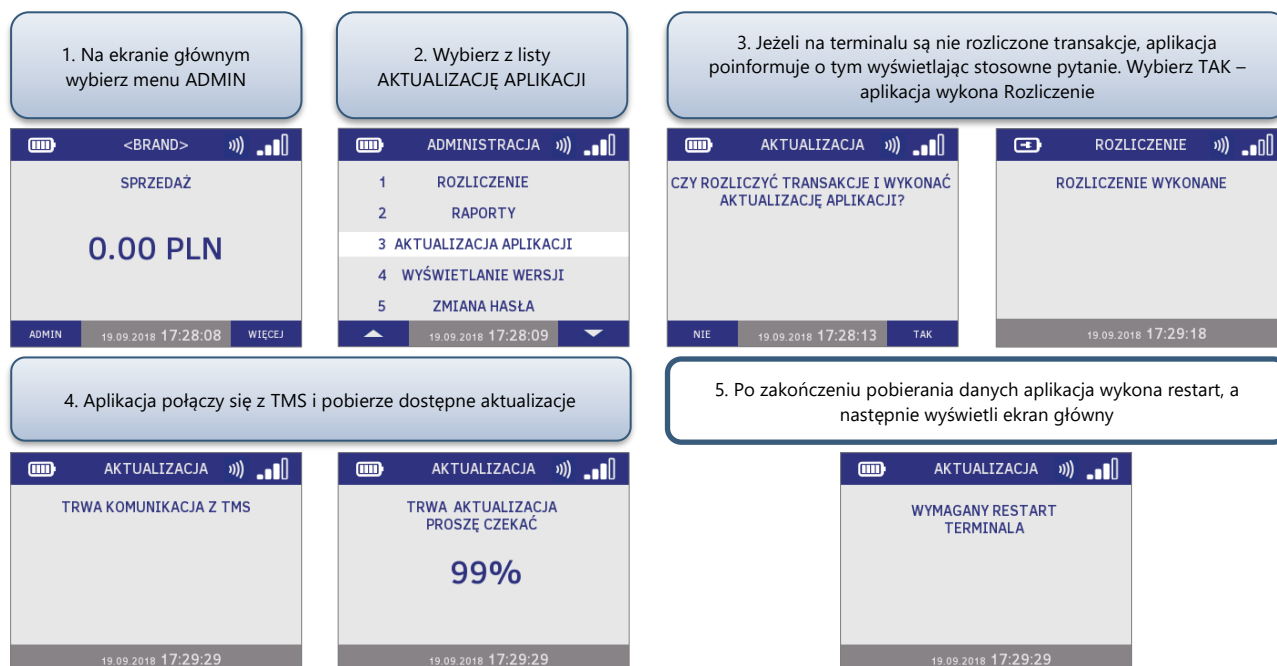 1. Na ekranie głównym
wybierz menu ADMIN
2. Wybierz z listy
AKTUALIZACJĘ APLIKACJI
3. Jeżeli na terminalu są nie rozliczone transakcje, aplikacja
poinformuje o tym wyświetlając stosowne pytanie. Wybierz TAK –
aplikacja wykona Rozliczenie
<BRAND>
SPRZEDAŻ
0.00 PLN
ADMIN 19.09.2018 17:28:08 WIĘCEJ
ADMINISTRACJA
1 ROZLICZENIE
2 RAPORTY
3 AKTUALIZACJA APLIKACJI
4 WYŚWIETLANIE WERSJI
5 ZMIANA HASŁA
19.09.2018 17:28:09
AKTUALIZACJA
CZY ROZLICZYĆ TRANSAKCJE I WYKONAĆ
AKTUALIZACJĘ APLIKACJI?
NIE 19.09.2018 17:28:13 TAK
ROZLICZENIE
ROZLICZENIE WYKONANE
19.09.2018 17:29:18
4. Aplikacja połączy się z TMS i pobierze dostępne aktualizacje
5. Po zakończeniu pobierania danych aplikacja wykona restart, a
następnie wyświetli ekran główny
AKTUALIZACJA
TRWA KOMUNIKACJA Z TMS
19.09.2018 17:29:29
AKTUALIZACJA
TRWA AKTUALIZACJA
PROSZĘ CZEKAĆ
99%
19.09.2018 17:29:29
AKTUALIZACJA
WYMAGANY RESTART
TERMINALA
19.09.2018 17:29:29